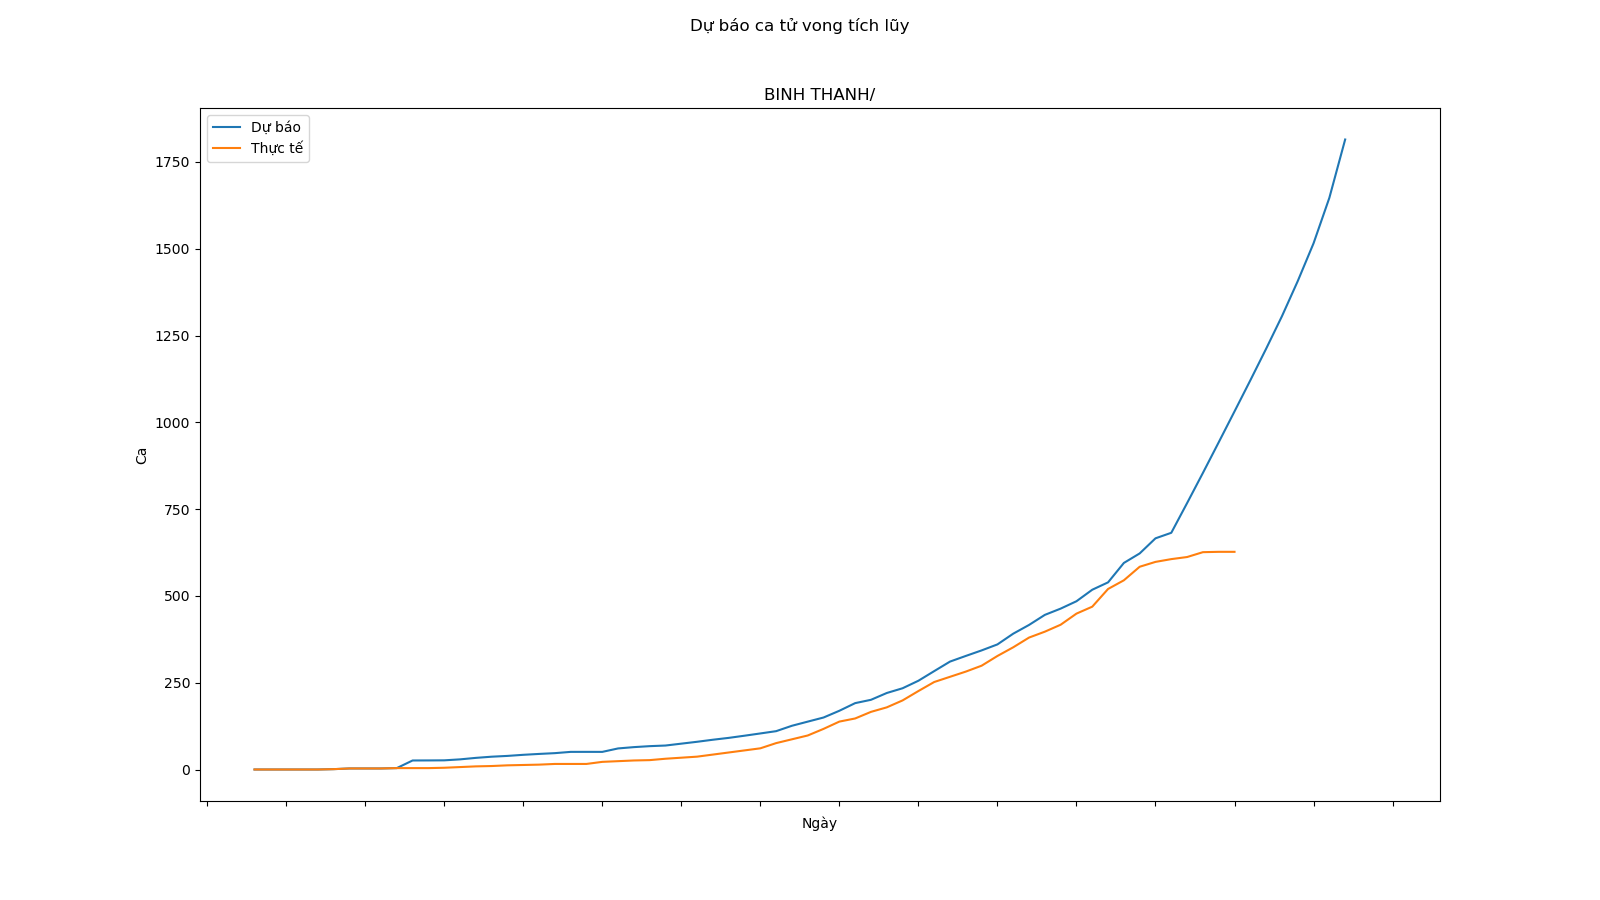 Dự báo ca tử vong tích lũy
BINH THANH/
Dự báo
Thực tế
1750
1500
1250
1000
750
500
250
0
Ca
Ngày